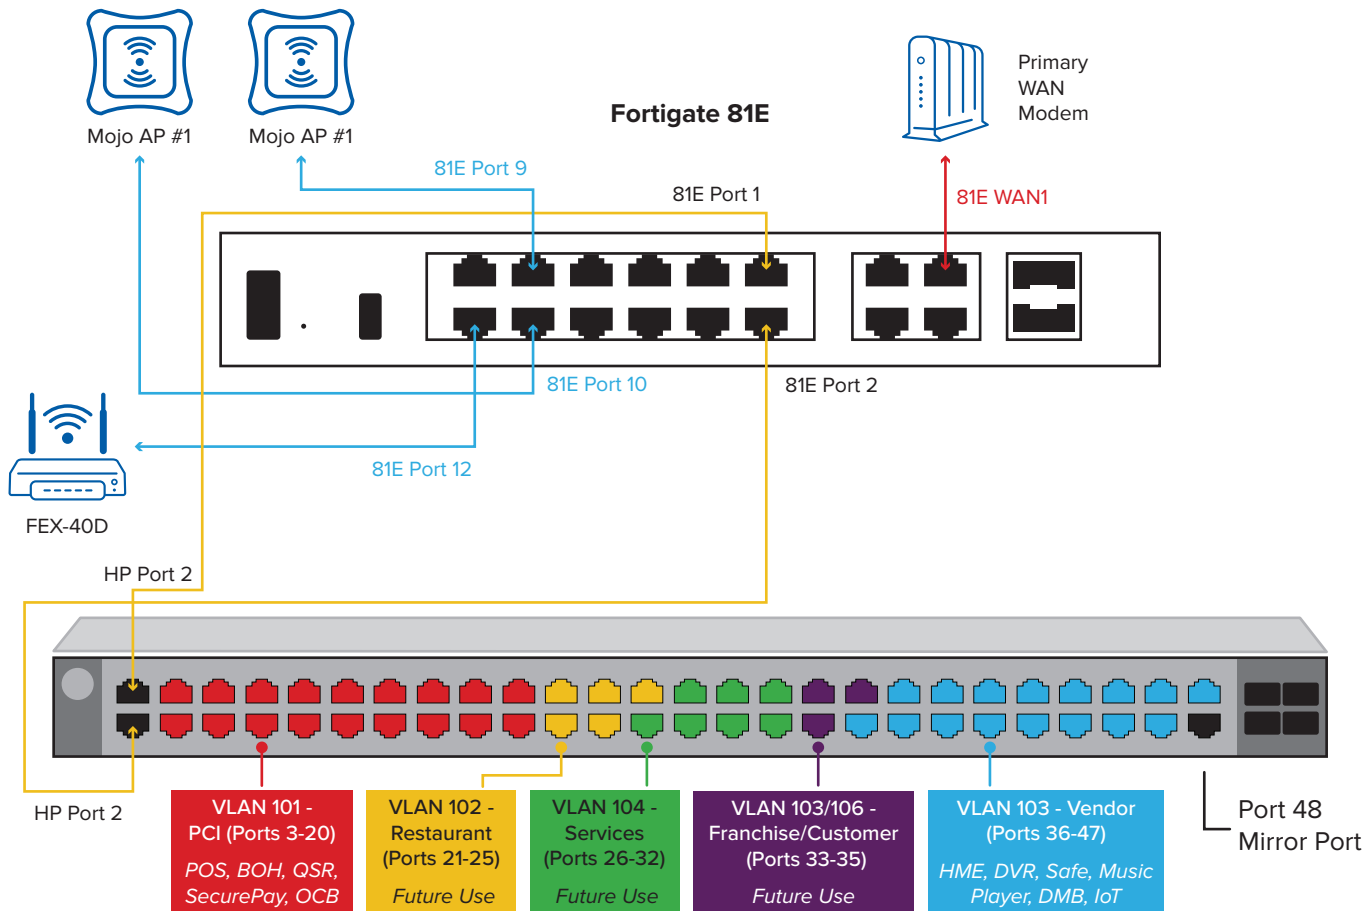 Mojo AP #1
Mojo AP #1
Fortigate 81E
Primary
WAN
Modem
81E Port 9
81E Port 1
81E WAN1
81E Port 10
81E Port 2
81E Port 12
FEX-40D
HP Port 2
HP Port 2
VLAN 101 -
PCI (Ports 3-20)
POS, BOH, QSR,
SecurePay, OCB
VLAN 102 -
Restaurant
(Ports 21-25)
Future Use
VLAN 104 -
Services
(Ports 26-32)
Future Use
VLAN 103/106 -
Franchise/Customer
(Ports 33-35)
Future Use
VLAN 103 - Vendor
(Ports 36-47)
HME, DVR, Safe, Music
Player, DMB, IoT
Port 48
Mirror Port